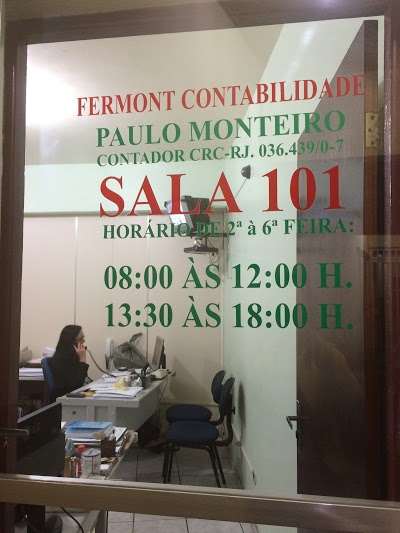 FERMONT CONTABILIDADE
PAULO MONTEIRO
CONTADOR CRC-RJ. 036.439/0-7
SALA 101
HORÁRIO DE 2ª à 6ª FEIRA:
08:00 ÀS 12:00 H.
13:30 ÀS 18:00 H.